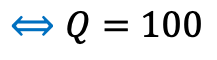 ⇔ Q = 100